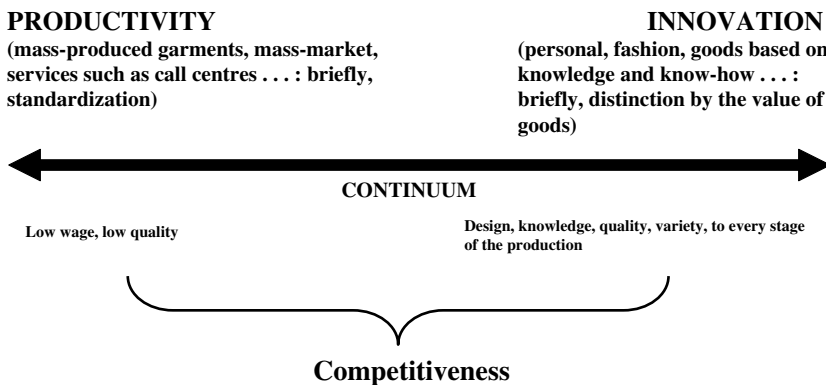 PRODUCTIVITY
(mass-produced garments, mass-market,
services such as call centres . . . : briefly,
standardization)
INNOVATION
(personal, fashion, goods based on
knowledge and know-how . . . :
briefly, distinction by the value of
goods)
CONTINUUM
Low wage, low quality
Design, knowledge, quality, variety, to every stage
of the production
Competitiveness